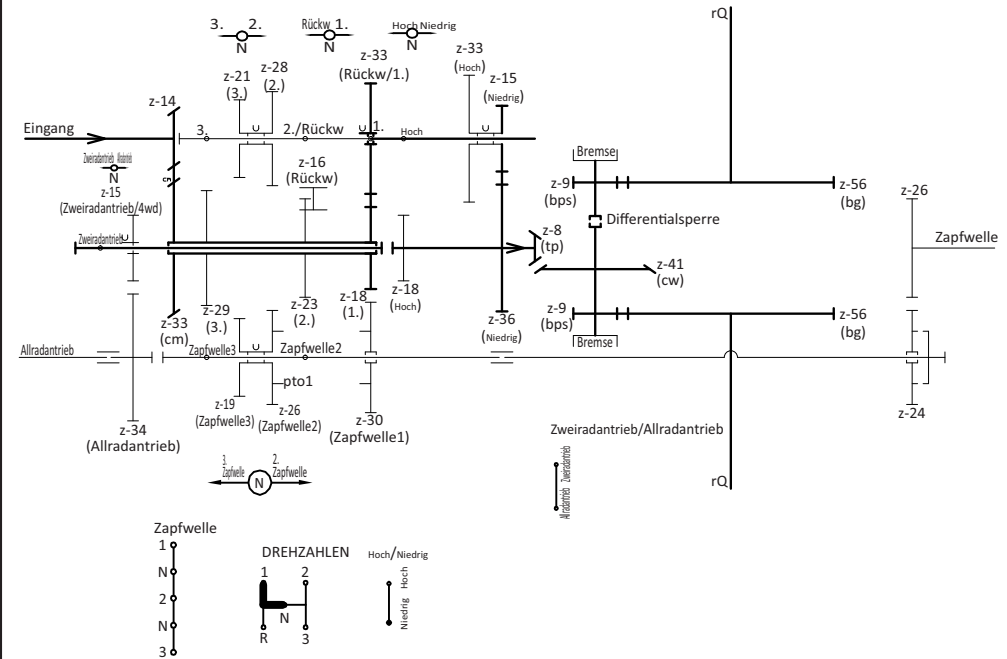 3. 2.
N
Rückw 1.
N
Hoch Niedrig
N
rQ
z-14
z-21
(3.)
z-28
(2.)
z-33
(Rückw/1.)
z-33
(Hoch)
z-15
(Niedrig)
Eingang
3.
2./Rückw
1.
Hoch
Zweiradantrieb
N
z-15
(Zweiradantrieb/4wd)
z-16
(Rückw)
Bremse
z-9
(bps)
z-56
(bg)
z-26
Differentialsperre
Zweiradantrieb
z-8
(tp)
Zapfwelle
z-41
(cw)
z-33
(cm)
z-29
(3.)
z-23
(2.)
z-18
(1.)
z-18
(Hoch)
z-36
(Niedrig)
z-9
(bps)
Bremse
z-56
(bg)
Allradantrieb
Zapfwelle3
Zapfwelle2
pto1
z-19
(Zapfwelle3)
z-26
(Zapfwelle2)
z-30
(Zapfwelle1)
z-34
(Allradantrieb)
z-24
Zweiradantrieb/Allradantrieb
3.
Zapfwelle
N
2.
Zapfwelle
Allradantrieb Zweiradantrieb
rQ
Zapfwelle
1
N
2
N
3
DREHZAHLEN
1 2
N
R 3
Hoch/Niedrig
Niedrig Hoch